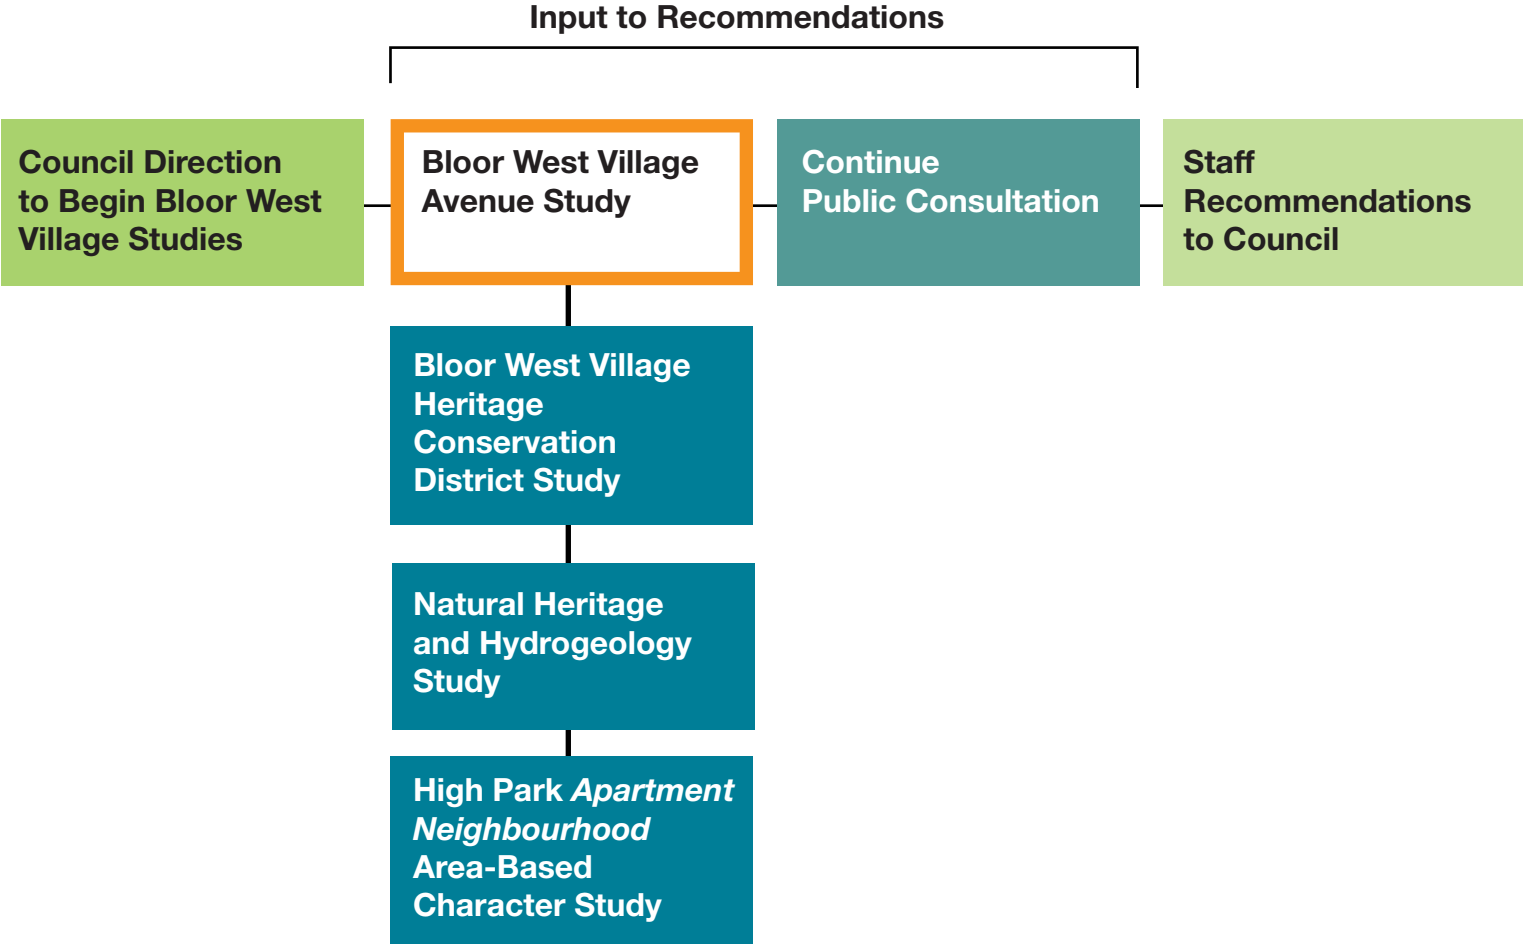 Input to Recommendations
Council Direction
to Begin Bloor West
Village Studies
Bloor West Village
Avenue Study
Continue
Public Consultation
Staff
Recommendations
to Council
Bloor West Village
Heritage
Conservation
District Study
Natural Heritage
and Hydrogeology
Study
High Park Apartment
Neighbourhood
Area-Based
Character Study